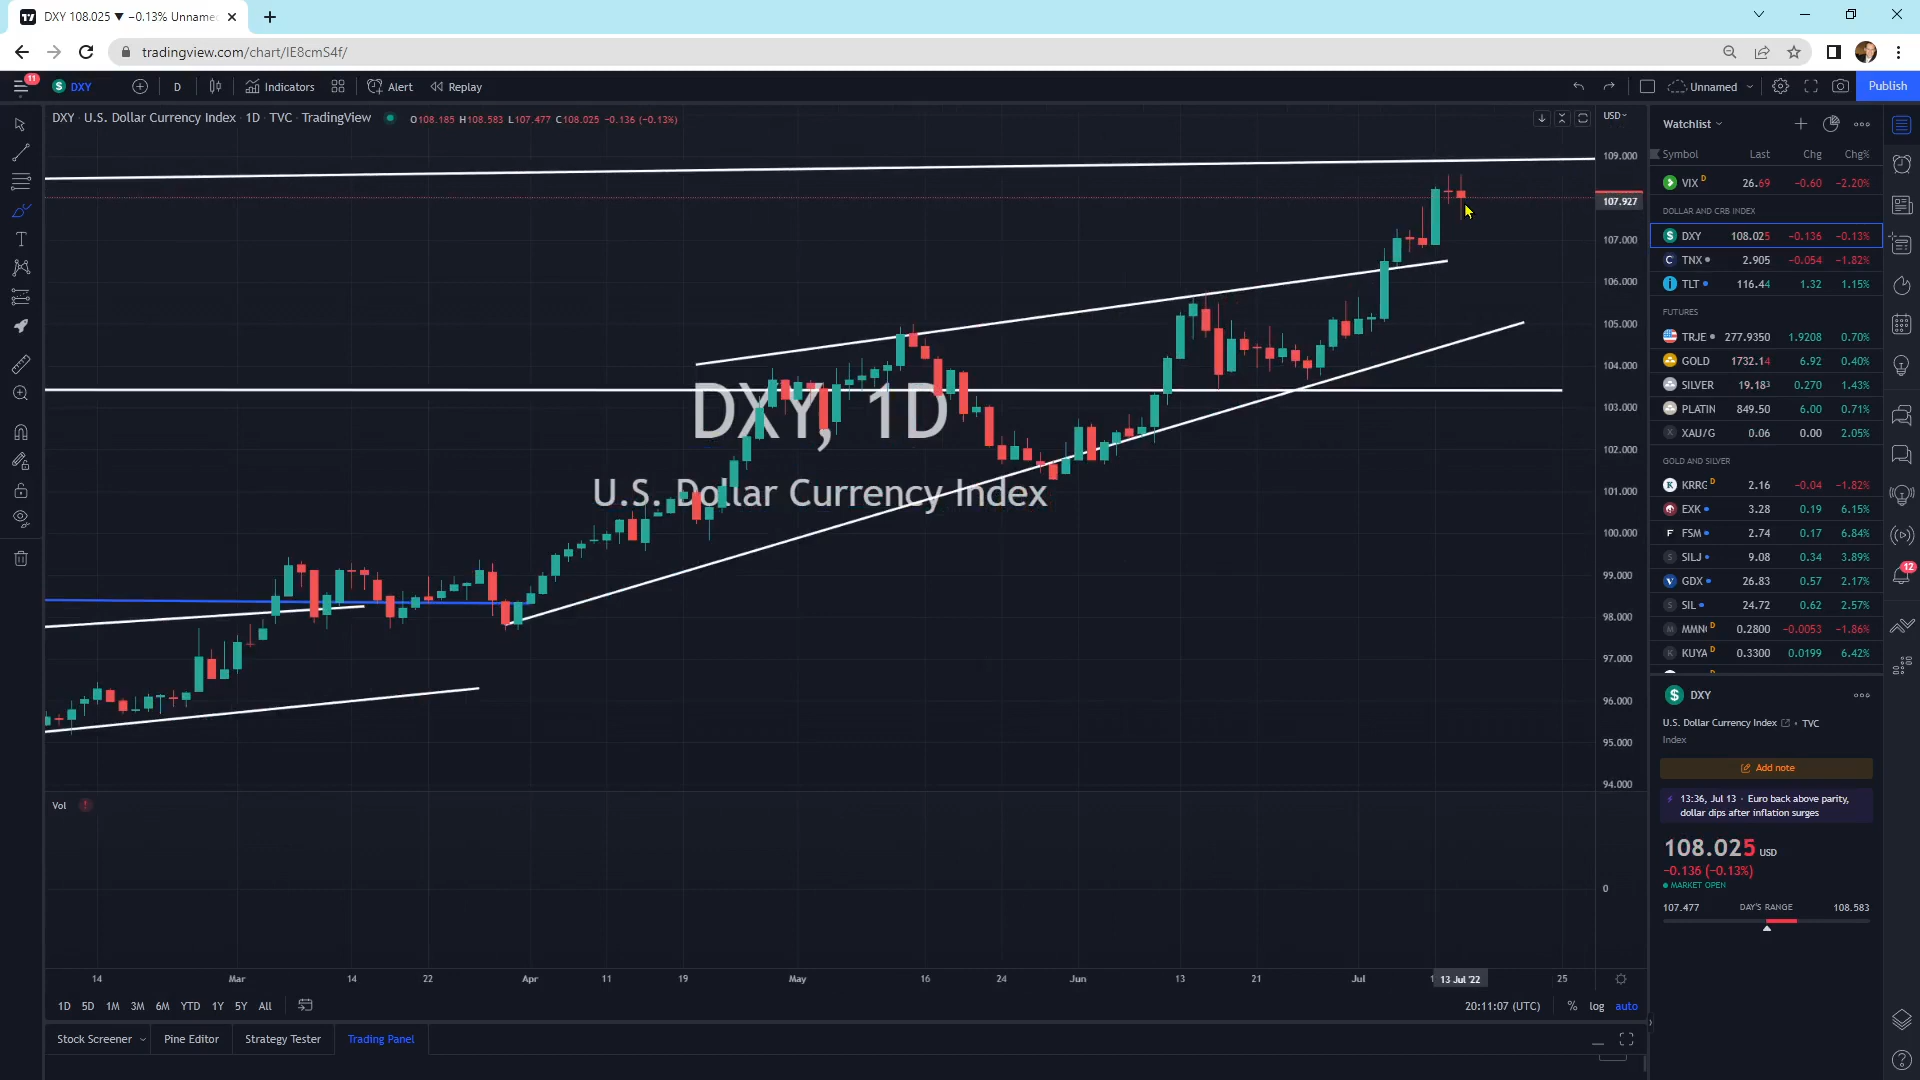 DXY 108.025 ▼ −0.13% Unname
tradingview.com/chart/IE8cmS4f/
11
DXY
D
Indicators
Alert
Replay
Unnamed
Publish
DXY · U.S. Dollar Currency Index · 1D · TVC · TradingView
O108.185 H108.583 L107.477 C108.025 −0.136 (−0.13%)
USD
109.000
107.927
107.000
106.000
105.000
104.000
103.000
102.000
101.000
100.000
99.000
98.000
97.000
96.000
95.000
94.000
DXY, 1D
U.S. Dollar Currency Index
Vol
0
14 Mar 14 22 Apr 11 19 May 16 24 Jun 13 21 Jul 13 Jul '22 25
1D 5D 1M 3M 6M YTD 1Y 5Y All
20:11:07 (UTC) % log auto
Stock Screener Pine Editor Strategy Tester Trading Panel
Watchlist
Symbol Last Chg Chg%
VIX D 26.69 −0.60 −2.20%
DOLLAR AND CRB INDEX
DXY 108.025 −0.136 −0.13%
TNX 2.905 −0.054 −1.82%
TLT 116.44 1.32 1.15%
FUTURES
TRJE 277.9350 1.9208 0.70%
GOLD 1732.14 6.92 0.40%
SILVER 19.183 0.270 1.43%
PLATIN 849.50 6.00 0.71%
XAU/G 0.06 0.00 2.05%
GOLD AND SILVER
KRRG D 2.16 −0.04 −1.82%
EXK 3.28 0.19 6.15%
FSM 2.74 0.17 6.84%
SILJ 9.08 0.34 3.89%
GDX 26.83 0.57 2.17%
SIL 24.72 0.62 2.57%
MMN D 0.2800 −0.0053 −1.86%
KUYA D 0.3300 0.0199 6.42%
DXY
U.S. Dollar Currency Index • TVC
Index
Add note
13:36, Jul 13 · Euro back above parity,
dollar dips after inflation surges
108.025 USD
−0.136 (−0.13%)
MARKET OPEN
107.477 DAY'S RANGE 108.583
12